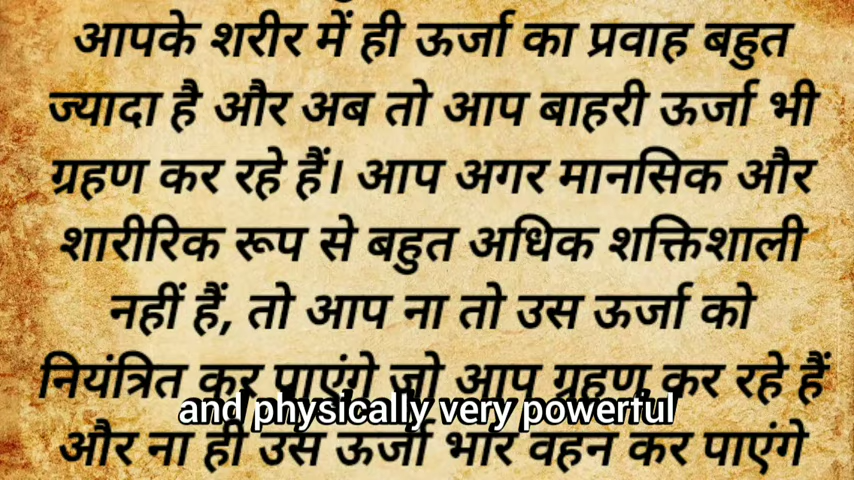 आपके शरीर में ही ऊर्जा का प्रवाह बहुत
ज्यादा है और अब तो आप बाहरी ऊर्जा भी
ग्रहण कर रहे हैं। आप अगर मानसिक और
शारीरिक रूप से बहुत अधिक शक्तिशाली
नहीं हैं, तो आप ना तो उस ऊर्जा को
नियंत्रित कर पाएंगे जो आप ग्रहण कर रहे हैं
and physically very powerful
और ना ही उस ऊर्जा भार वहन कर पाएंगे